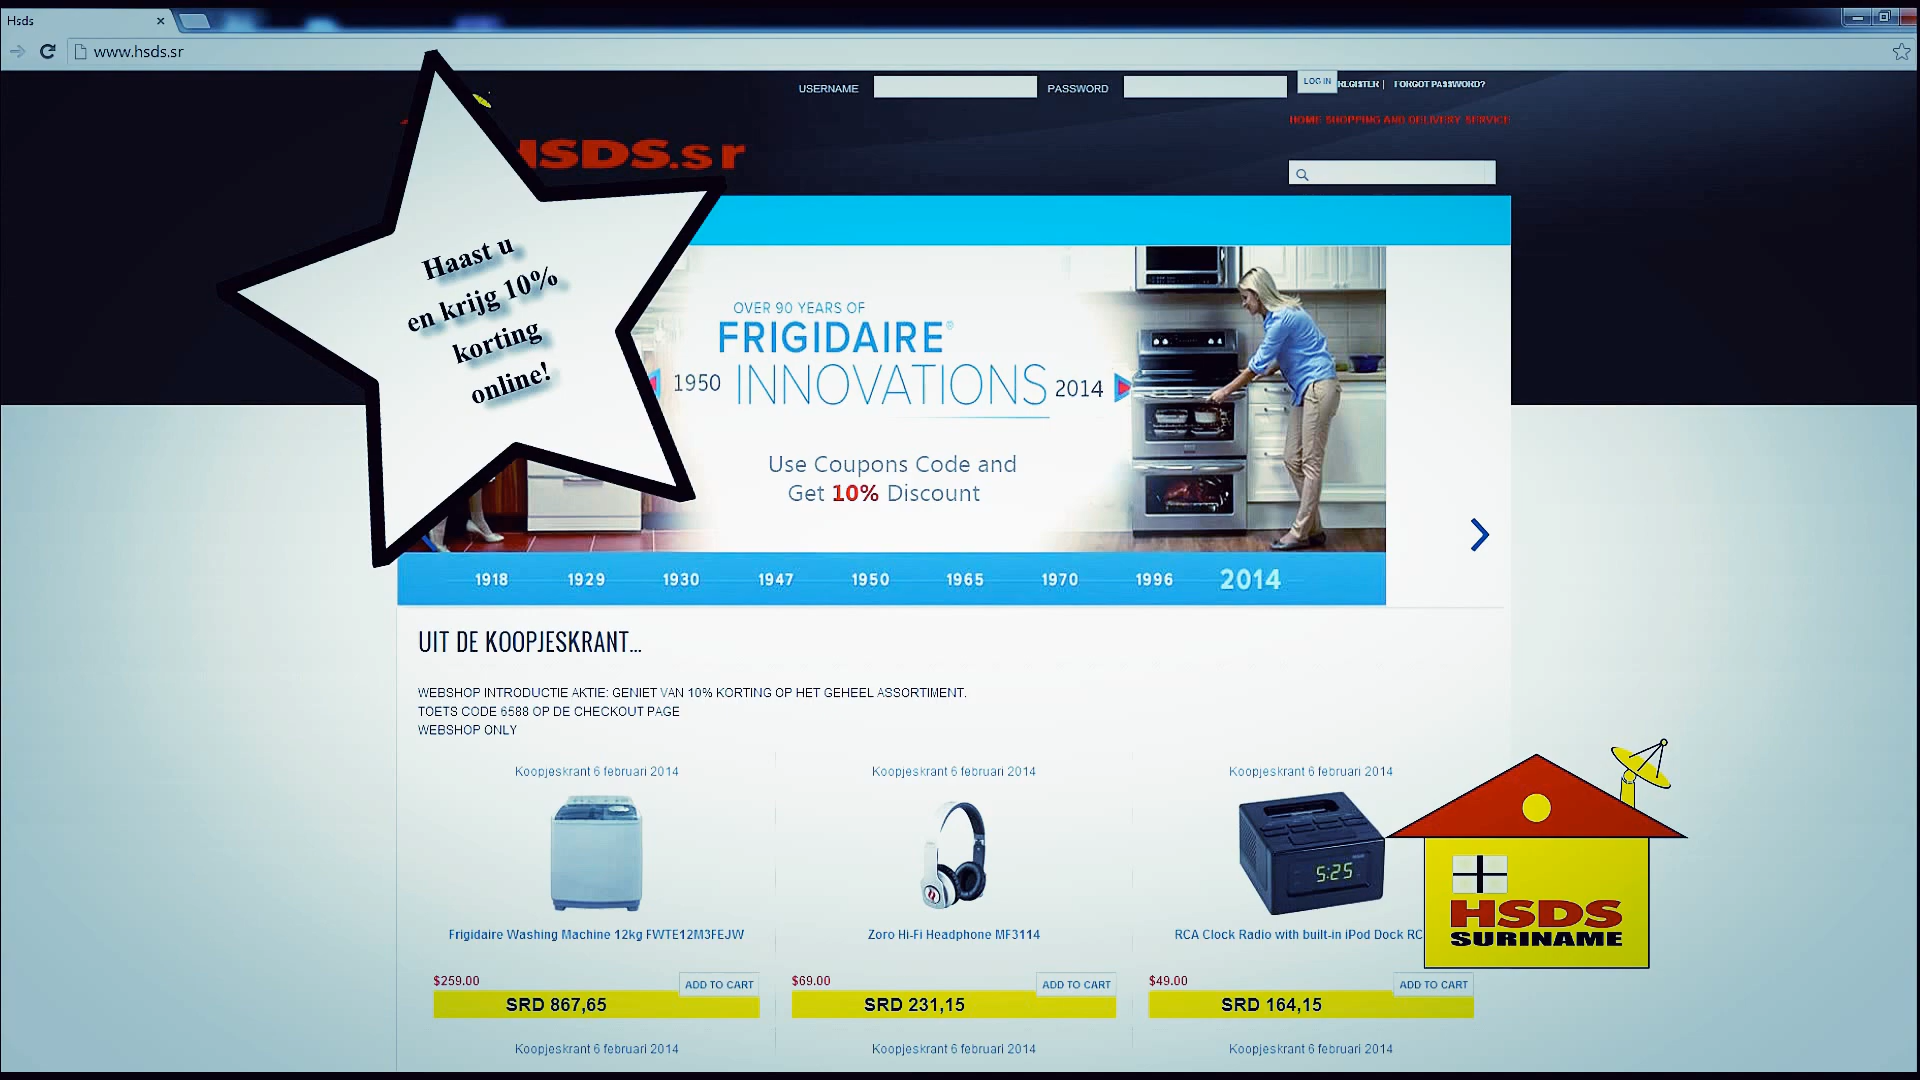 Hsds
www.hsds.sr
USERNAME
PASSWORD
LOG IN
REGISTER |
FORGOT PASSWORD?
HOME SHOPPING AND DELIVERY SERVICE
HSDS.sr
Haast u
en krijg 10%
korting
online!
OVER 90 YEARS OF
FRIGIDAIRE®
1950 INNOVATIONS 2014
Use Coupons Code and
Get 10% Discount
1918 1929 1930 1947 1950 1965 1970 1996 2014
UIT DE KOOPJESKRANT...
WEBSHOP INTRODUCTIE AKTIE: GENIET VAN 10% KORTING OP HET GEHEEL ASSORTIMENT.
TOETS CODE 6588 OP DE CHECKOUT PAGE
WEBSHOP ONLY
Koopjeskrant 6 februari 2014
Koopjeskrant 6 februari 2014
Koopjeskrant 6 februari 2014
5:25
Frigidaire Washing Machine 12kg FWTE12M3FEJW
Zoro Hi-Fi Headphone MF3114
RCA Clock Radio with built-in iPod Dock RC
HSDS
SURINAME
$259.00 ADD TO CART
$69.00 ADD TO CART
$49.00 ADD TO CART
SRD 867,65
SRD 231,15
SRD 164,15
Koopjeskrant 6 februari 2014
Koopjeskrant 6 februari 2014
Koopjeskrant 6 februari 2014